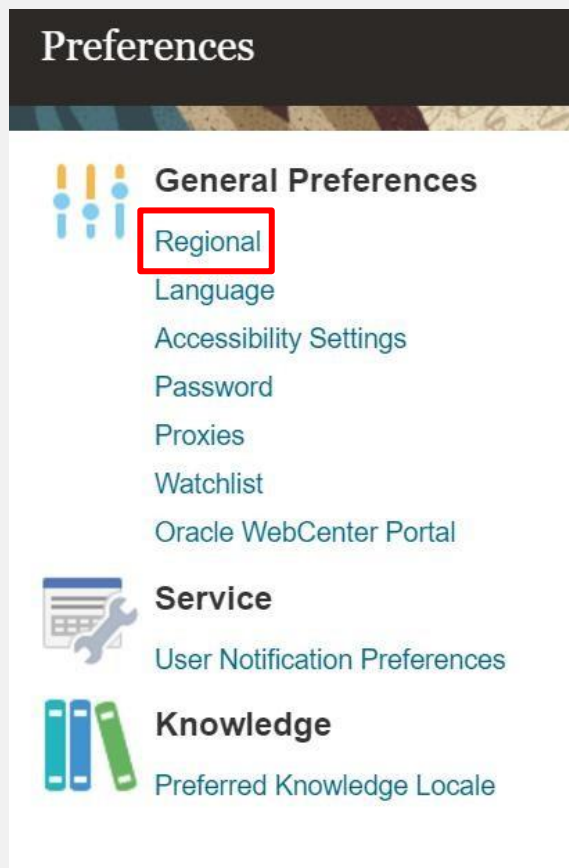 Preferences
General Preferences
Regional
Language
Accessibility Settings
Password
Proxies
Watchlist
Oracle WebCenter Portal
Service
User Notification Preferences
Knowledge
Preferred Knowledge Locale